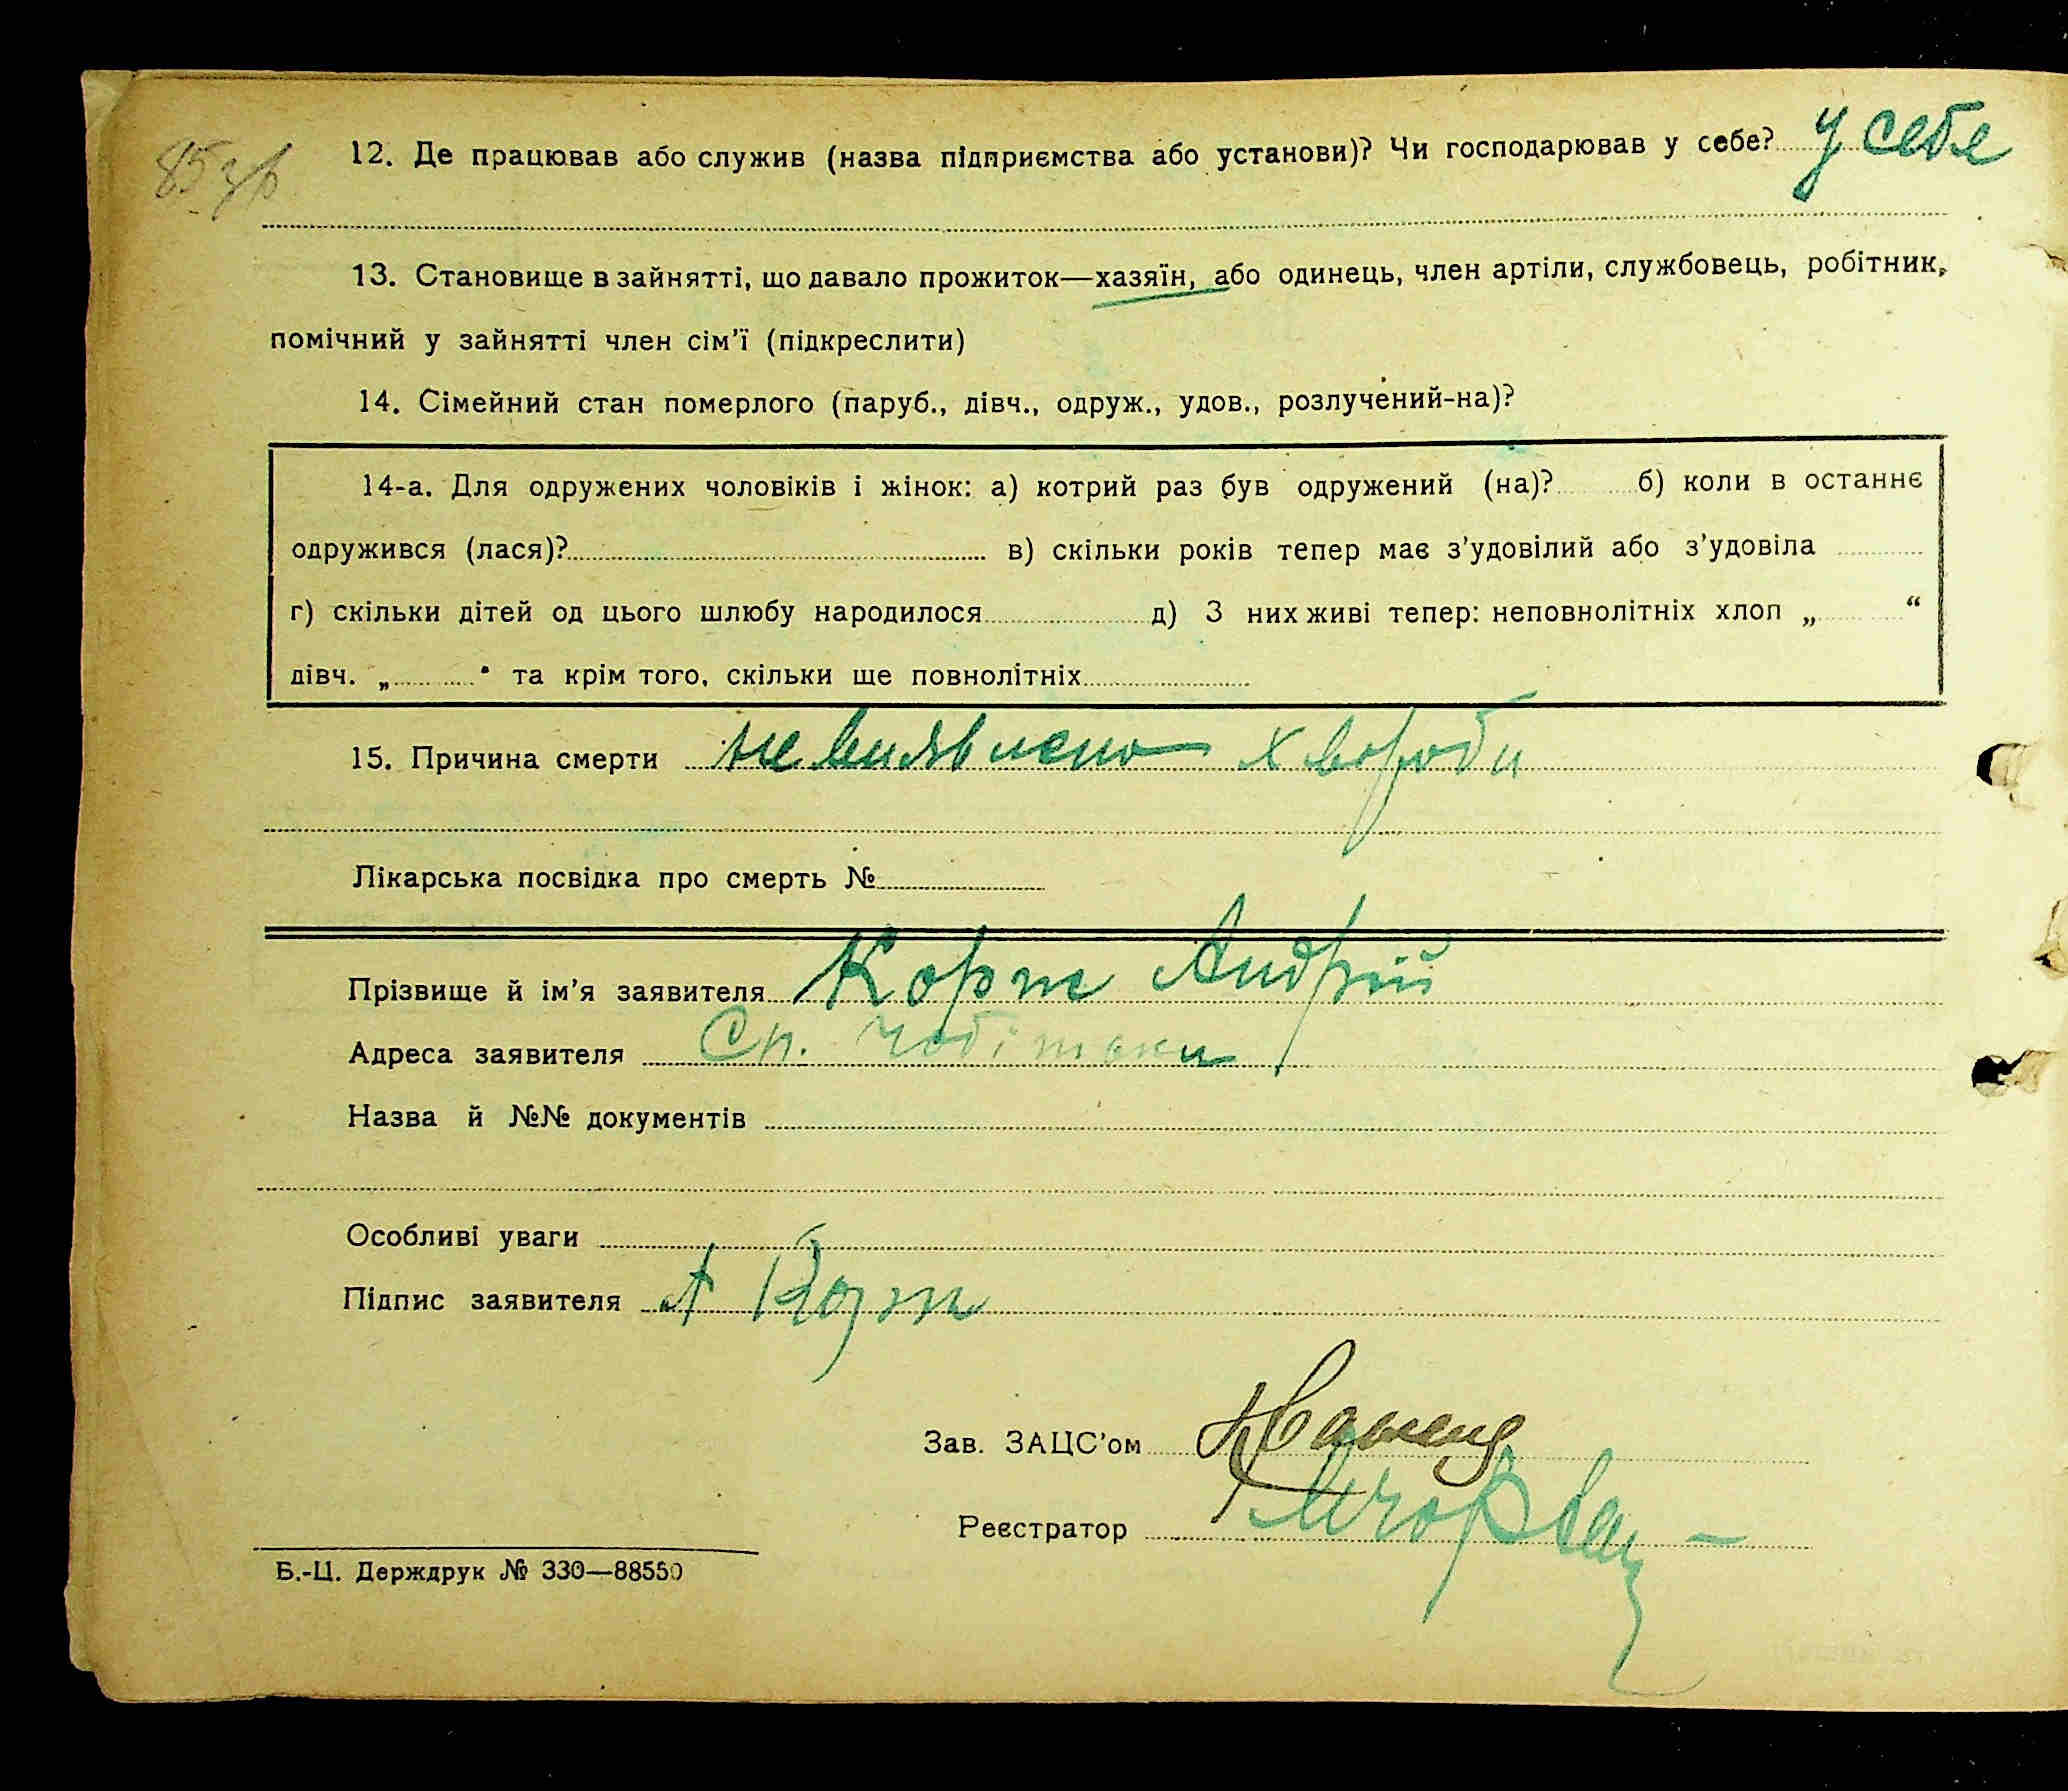 85 зв
12. Де працював або служив (назва підприємства або установи)? Чи господарював у себе? у себе
13. Становище в зайнятті, що давало прожиток—хазяїн, або одинець, член артіли, службовець, робітник,
помічний у зайнятті член сім'ї (підкреслити)
14. Сімейний стан померлого (паруб., дівч., одруж., удов., розлучений-на)?
14-а. Для одружених чоловіків і жінок: а) котрий раз був одружений (на)? б) коли в останнє
одружився (лася)? в) скільки років тепер має з'удовілий або з'удовіла
г) скільки дітей од цього шлюбу народилося д) З них живі тепер: неповнолітніх хлоп „ “
дівч. „ “ та крім того, скільки ще повнолітніх
15. Причина смерти не виявлено хвороби
Лікарська посвідка про смерть №
Прізвище й ім'я заявителя Корж Андрій
Адреса заявителя
Назва й №№ документів
Особливі уваги
Підпис заявителя А Корж
Зав. ЗАЦС'ом
Реєстратор
Б.-Ц. Держдрук № 330—88550